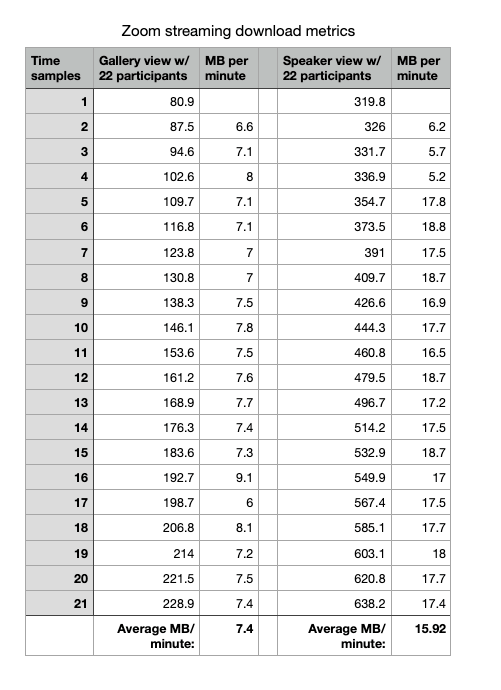 Zoom streaming download metrics
Time samples Gallery view w/ 22 participants MB per minute Speaker view w/ 22 participants MB per minute
1 80.9 319.8
2 87.5 6.6 326 6.2
3 94.6 7.1 331.7 5.7
4 102.6 8 336.9 5.2
5 109.7 7.1 354.7 17.8
6 116.8 7.1 373.5 18.8
7 123.8 7 391 17.5
8 130.8 7 409.7 18.7
9 138.3 7.5 426.6 16.9
10 146.1 7.8 444.3 17.7
11 153.6 7.5 460.8 16.5
12 161.2 7.6 479.5 18.7
13 168.9 7.7 496.7 17.2
14 176.3 7.4 514.2 17.5
15 183.6 7.3 532.9 18.7
16 192.7 9.1 549.9 17
17 198.7 6 567.4 17.5
18 206.8 8.1 585.1 17.7
19 214 7.2 603.1 18
20 221.5 7.5 620.8 17.7
21 228.9 7.4 638.2 17.4
Average MB/ minute: 7.4 Average MB/ minute: 15.92